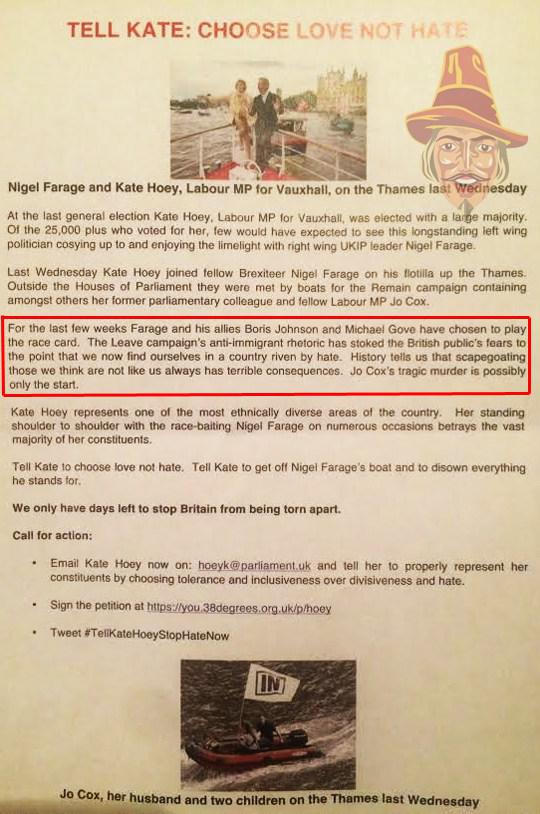 TELL KATE: CHOOSE LOVE NOT HATE
Nigel Farage and Kate Hoey, Labour MP for Vauxhall, on the Thames last Wednesday
At the last general election Kate Hoey, Labour MP for Vauxhall, was elected with a large majority.
Of the 25,000 plus who voted for her, few would have expected to see this longstanding left wing
politician cosying up to and enjoying the limelight with right wing UKIP leader Nigel Farage.
Last Wednesday Kate Hoey joined fellow Brexiteer Nigel Farage on his flotilla up the Thames.
Outside the Houses of Parliament they were met by boats for the Remain campaign containing
amongst others her former parliamentary colleague and fellow Labour MP Jo Cox.
For the last few weeks Farage and his allies Boris Johnson and Michael Gove have chosen to play
the race card. The Leave campaign's anti-immigrant rhetoric has stoked the British public's fears to
the point that we now find ourselves in a country riven by hate. History tells us that scapegoating
those we think are not like us always has terrible consequences. Jo Cox's tragic murder is possibly
only the start.
Kate Hoey represents one of the most ethnically diverse areas of the country. Her standing
shoulder to shoulder with the race-baiting Nigel Farage on numerous occasions betrays the vast
majority of her constituents.
Tell Kate to choose love not hate. Tell Kate to get off Nigel Farage's boat and to disown everything
he stands for.
We only have days left to stop Britain from being torn apart.
Call for action:
• Email Kate Hoey now on: hoeyk@parliament.uk and tell her to properly represent her
constituents by choosing tolerance and inclusiveness over divisiveness and hate.
• Sign the petition at https://you.38degrees.org.uk/p/hoey
• Tweet #TellKateHoeyStopHateNow
IN
Jo Cox, her husband and two children on the Thames last Wednesday